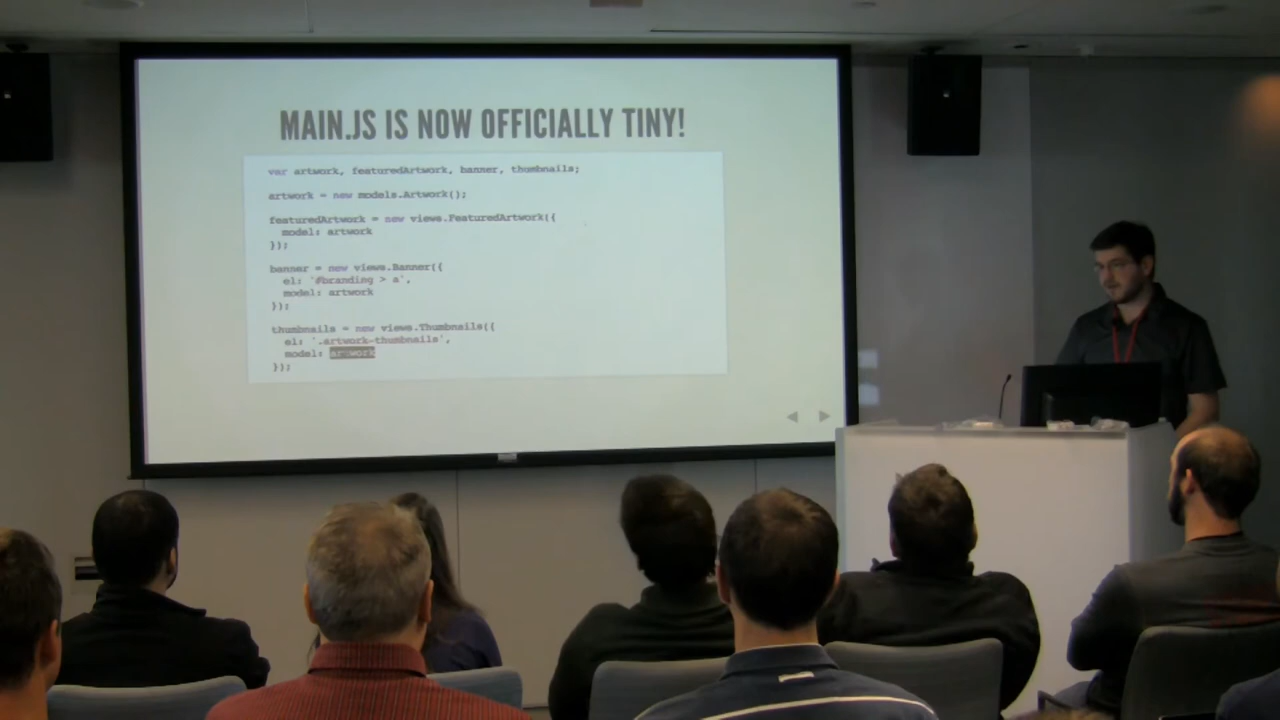 MAIN.JS IS NOW OFFICIALLY TINY!
var artwork, featuredArtwork, banner, thumbnails;
artwork = new models.Artwork();
featuredArtwork = new views.FeaturedArtwork({
model: artwork
});
banner = new views.Banner({
el: '#branding > a',
model: artwork
});
thumbnails = new views.Thumbnails({
el: '.artwork-thumbnails',
model: artwork
});